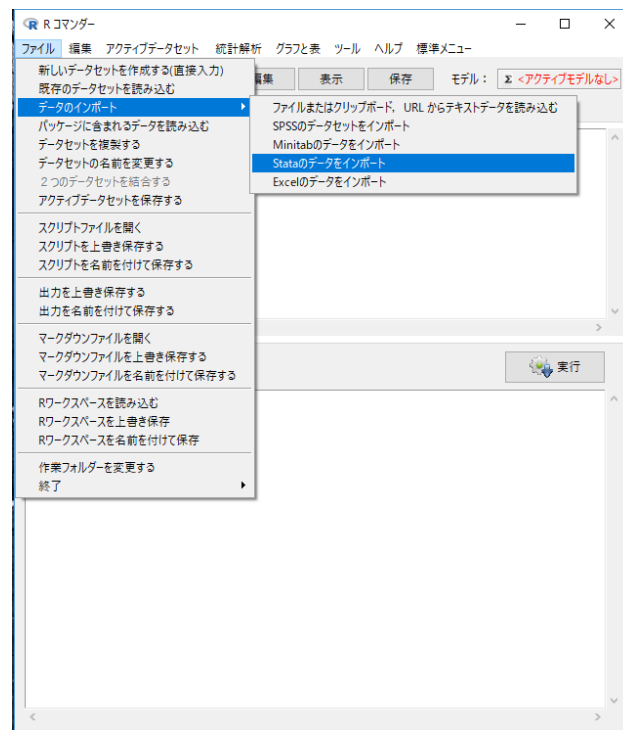 R コマンダー
ファイル 編集 アクティブデータセット 統計解析 グラフと表 ツール ヘルプ 標準メニュー
新しいデータセットを作成する(直接入力)
既存のデータセットを読み込む
編集 表示 保存 モデル： Σ <アクティブモデルなし>
データのインポート
ファイルまたはクリップボード，URL からテキストデータを読み込む
パッケージに含まれるデータを読み込む
SPSSのデータセットをインポート
データセットを複製する
Minitabのデータをインポート
データセットの名前を変更する
Stataのデータをインポート
２つのデータセットを結合する
Excelのデータをインポート
アクティブデータセットを保存する
スクリプトファイルを開く
スクリプトを上書き保存する
スクリプトを名前を付けて保存する
出力を上書き保存する
出力を名前を付けて保存する
マークダウンファイルを開く
マークダウンファイルを上書き保存する
マークダウンファイルを名前を付けて保存する
実行
Rワークスペースを読み込む
Rワークスペースを上書き保存
Rワークスペースを名前を付けて保存
作業フォルダーを変更する
終了